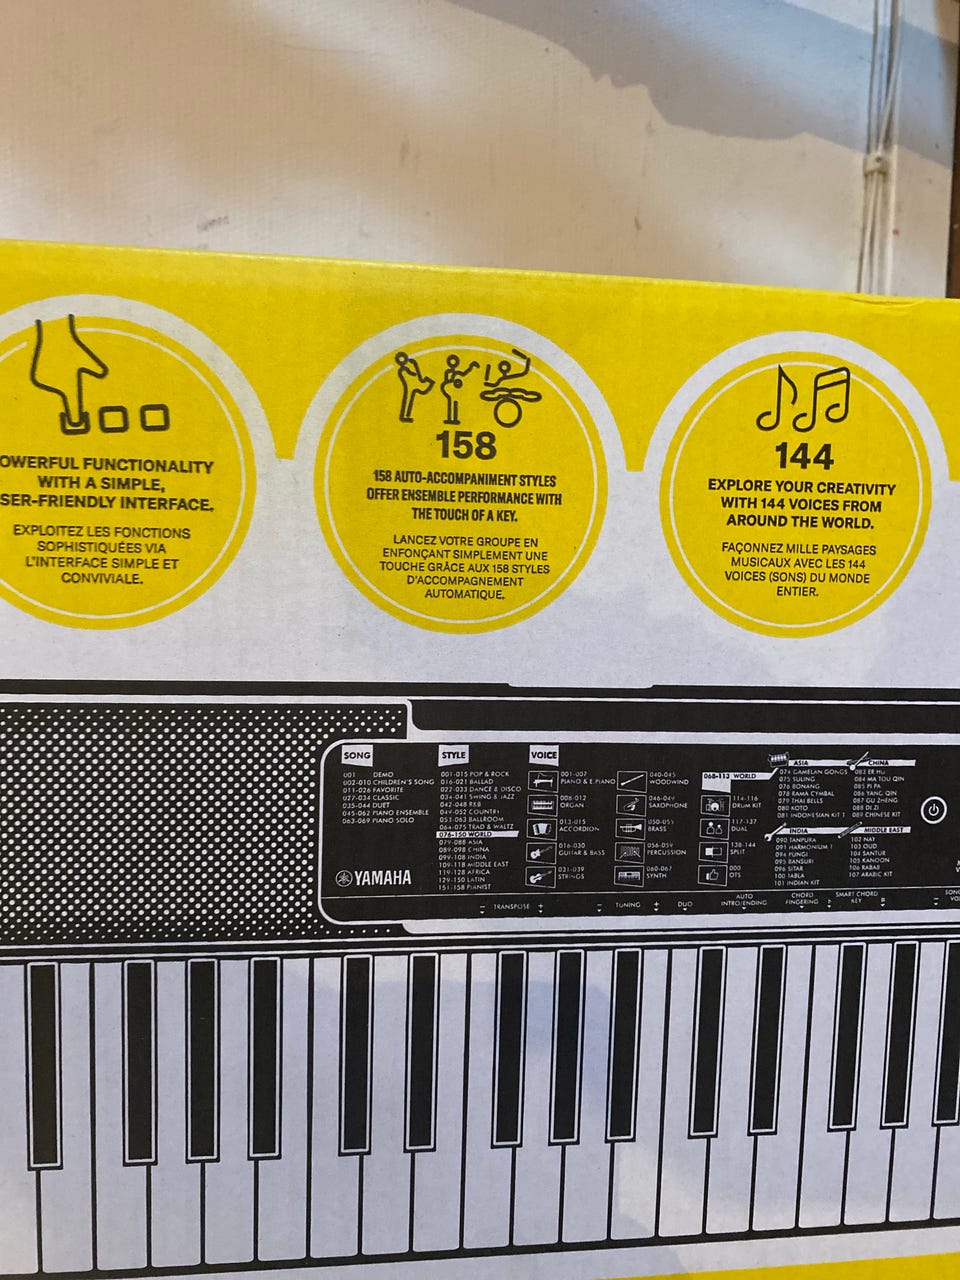 OWERFUL FUNCTIONALITY
WITH A SIMPLE,
SER-FRIENDLY INTERFACE.
EXPLOITEZ LES FONCTIONS
SOPHISTIQUÉES VIA
L'INTERFACE SIMPLE ET
CONVIVIALE.
158
158 AUTO-ACCOMPANIMENT STYLES
OFFER ENSEMBLE PERFORMANCE WITH
THE TOUCH OF A KEY.
LANCEZ VOTRE GROUPE EN
ENFONÇANT SIMPLEMENT UNE
TOUCHE GRÂCE AUX 158 STYLES
D'ACCOMPAGNEMENT
AUTOMATIQUE.
144
EXPLORE YOUR CREATIVITY
WITH 144 VOICES FROM
AROUND THE WORLD.
FAÇONNEZ MILLE PAYSAGES
MUSICAUX AVEC LES 144
VOICES (SONS) DU MONDE
ENTIER.
SONG
001 DEMO
002-010 CHILDREN'S SONG
011-026 FAVORITE
027-034 CLASSIC
035-044 DUET
045-062 PIANO ENSEMBLE
063-069 PIANO SOLO
YAMAHA
STYLE
001-015 POP & ROCK
016-021 BALLAD
022-033 DANCE & DISCO
034-041 SWING & JAZZ
042-048 R&B
049-052 COUNTRY
053-063 BALLROOM
064-075 TRAD & WALTZ
076-150 WORLD
079-088 ASIA
089-098 CHINA
099-108 INDIA
109-118 MIDDLE EAST
119-128 AFRICA
129-150 LATIN
151-158 PIANIST
VOICE
001-007
PIANO & E.PIANO
008-012
ORGAN
013-015
ACCORDION
016-030
GUITAR & BASS
031-039
STRINGS
040-045
WOODWIND
046-049
SAXOPHONE
050-055
BRASS
056-059
PERCUSSION
060-067
SYNTH
068-113 WORLD
114-116
DRUM KIT
117-137
DUAL
138-144
SPLIT
000
OTS
ASIA
074 GAMELAN GONGS
075 SULING
076 BONANG
078 RAMA CYMBAL
079 THAI BELLS
080 KOTO
081 INDONESIAN KIT 1
CHINA
083 ER HU
084 MA TOU QIN
085 PI PA
086 YANG QIN
087 GU ZHENG
088 DI ZI
089 CHINESE KIT
INDIA
090 TANPURA
091 HARMONIUM 1
094 PUNGI
095 BANSURI
096 SITAR
100 TABLA
101 INDIAN KIT
MIDDLE EAST
102 NAY
103 OUD
104 SANTUR
105 KANOON
106 RABAB
107 ARABIC KIT
− TRANSPOSE +
− TUNING +
DUO
AUTO
INTRO/ENDING
CHORD
FINGERING
SMART CHORD
KEY